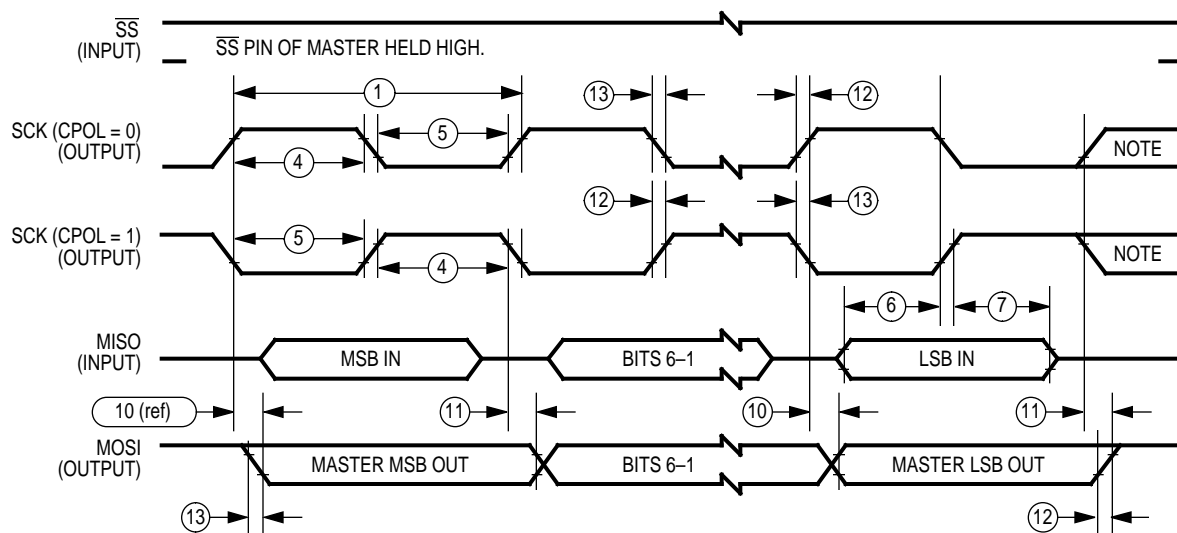 SS
(INPUT)
SS PIN OF MASTER HELD HIGH.
1
13
12
SCK (CPOL = 0)
(OUTPUT)
5
4
NOTE
12
13
SCK (CPOL = 1)
(OUTPUT)
5
4
NOTE
6
7
MISO
(INPUT)
MSB IN
BITS 6–1
LSB IN
10 (ref)
11
10
11
MOSI
(OUTPUT)
MASTER MSB OUT
BITS 6–1
MASTER LSB OUT
13
12